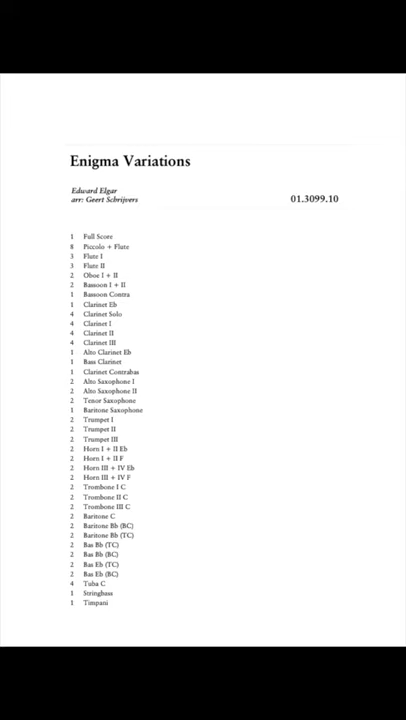 Enigma Variations
Edward Elgar
arr: Geert Schrijvers
01.3099.10
1 Full Score
8 Piccolo + Flute
3 Flute I
3 Flute II
2 Oboe I + II
2 Bassoon I + II
1 Bassoon Contra
1 Clarinet Eb
4 Clarinet Solo
4 Clarinet I
4 Clarinet II
4 Clarinet III
1 Alto Clarinet Eb
1 Bass Clarinet
1 Clarinet Contrabas
2 Alto Saxophone I
2 Alto Saxophone II
2 Tenor Saxophone
1 Baritone Saxophone
2 Trumpet I
2 Trumpet II
2 Trumpet III
2 Horn I + II Eb
2 Horn I + II F
2 Horn III + IV Eb
2 Horn III + IV F
2 Trombone I C
2 Trombone II C
2 Trombone III C
2 Baritone C
2 Baritone Bb (BC)
2 Baritone Bb (TC)
2 Bas Bb (TC)
2 Bas Bb (BC)
2 Bas Eb (TC)
2 Bas Eb (BC)
4 Tuba C
1 Stringbass
1 Timpani